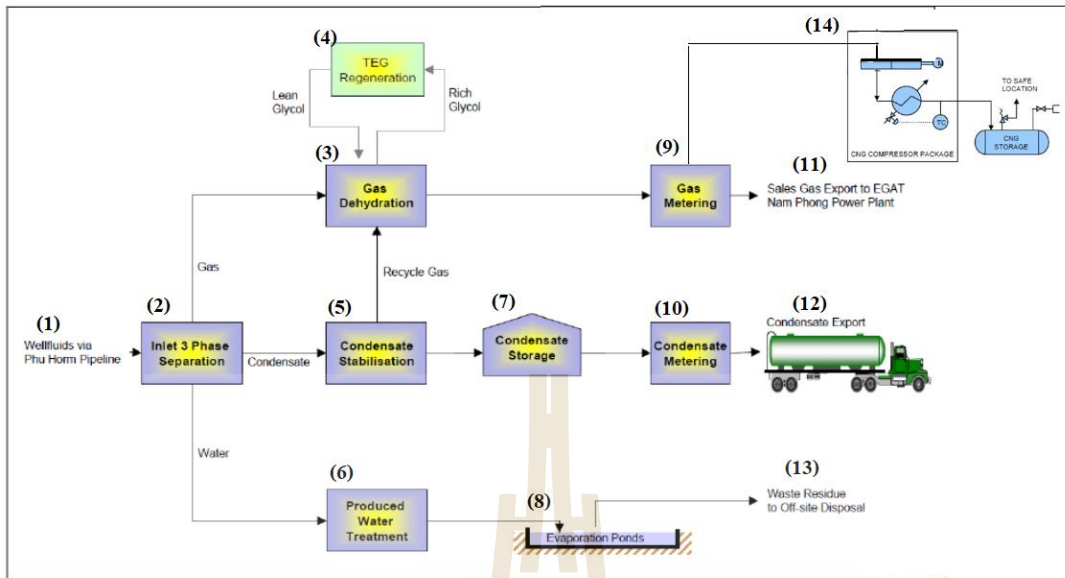 (14)
(4)
TEG
Regeneration
Lean
Glycol
Rich
Glycol
TO SAFE
LOCATION
TC
CNG
STORAGE
CNG COMPRESSOR PACKAGE
(3)
Gas
Dehydration
(9)
Gas
Metering
(11)
Sales Gas Export to EGAT
Nam Phong Power Plant
Gas
Recycle Gas
(1)
Wellfluids via
Phu Horm Pipeline
(2)
Inlet 3 Phase
Separation
Condensate
(5)
Condensate
Stabilisation
(7)
Condensate
Storage
(10)
Condensate
Metering
(12)
Condensate Export
Water
(6)
Produced
Water
Treatment
(8)
Evaporation Ponds
(13)
Waste Residue
to Off-site Disposal